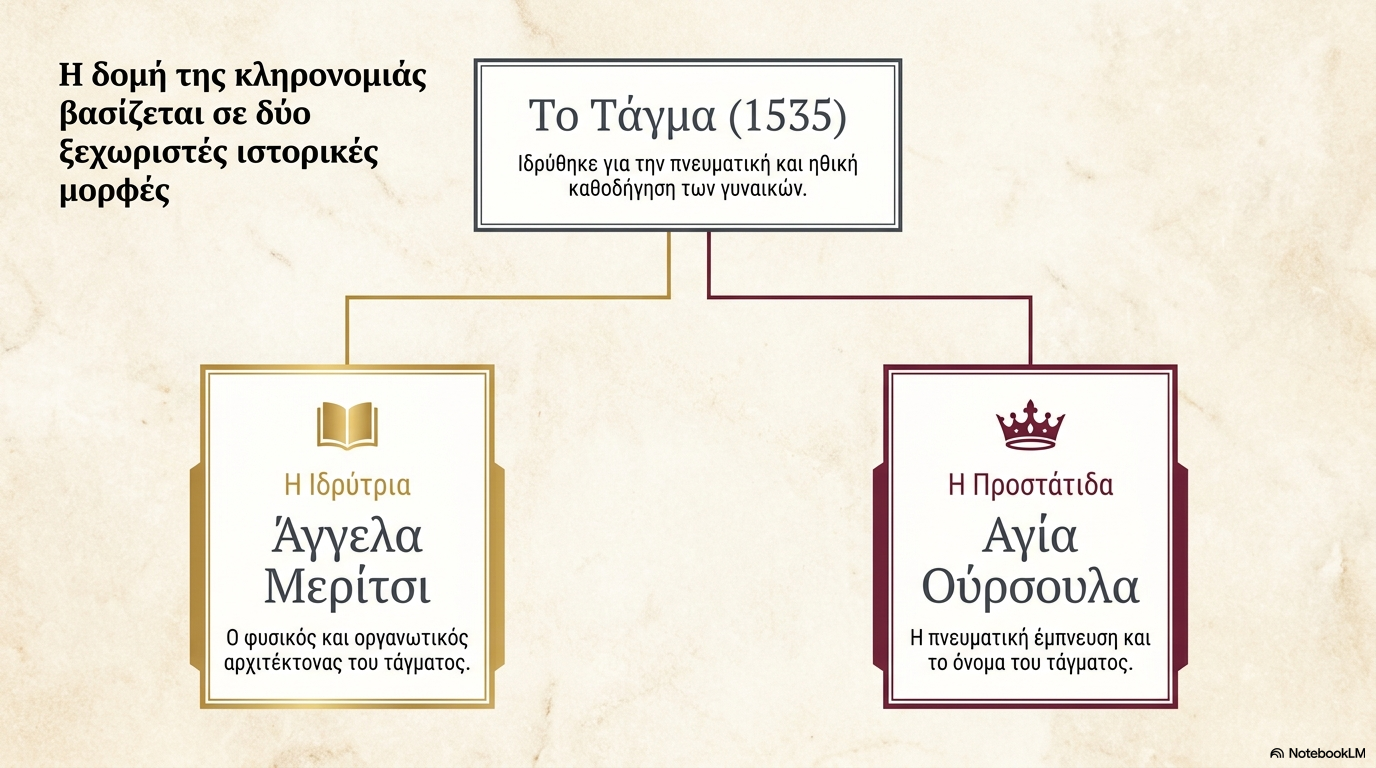 Η δομή της κληρονομιάς
βασίζεται σε δύο
ξεχωριστές ιστορικές
μορφές
Το Τάγμα (1535)
Ιδρύθηκε για την πνευματική και ηθική
καθοδήγηση των γυναικών.
Η Ιδρύτρια
Άγγελα
Μερίτσι
Ο φυσικός και οργανωτικός
αρχιτέκτονας του τάγματος.
Η Προστάτιδα
Αγία
Ούρσουλα
Η πνευματική έμπνευση και
το όνομα του τάγματος.
NotebookLM